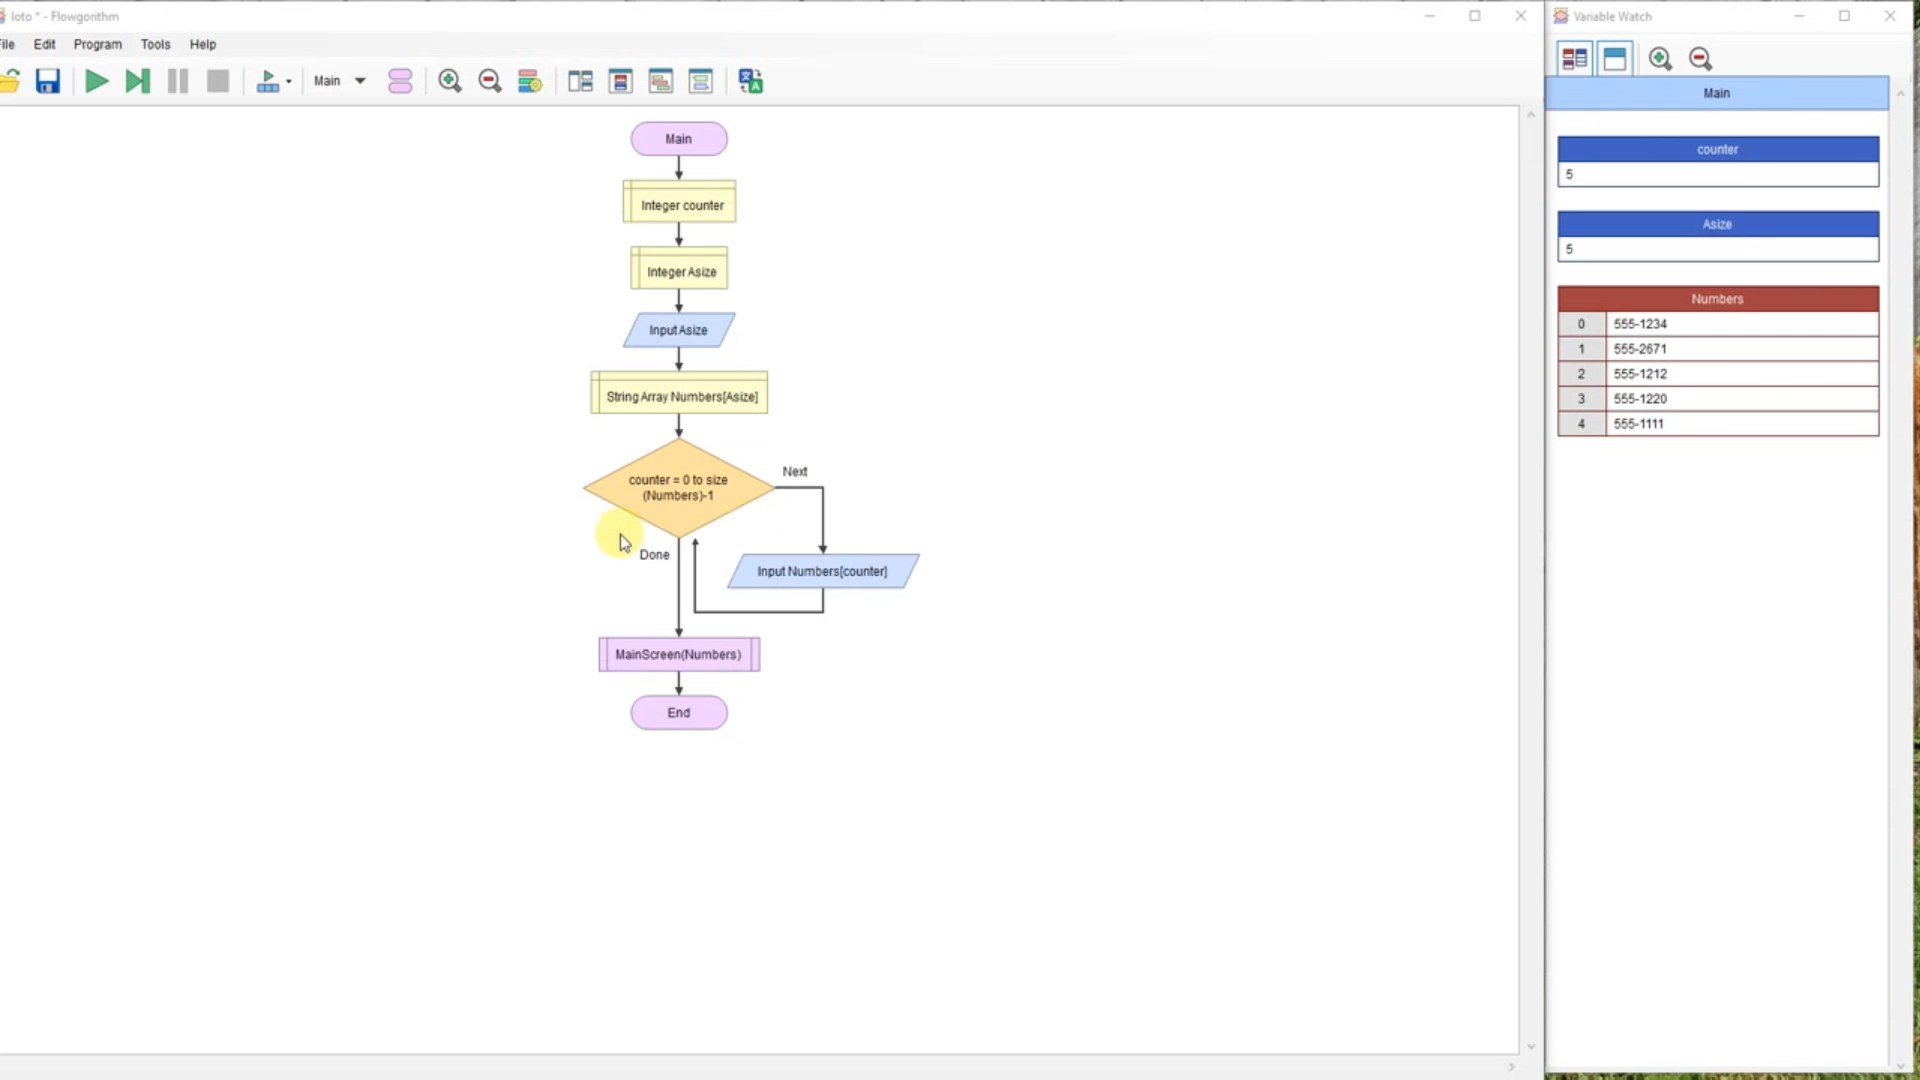 loto * - Flowgorithm
File Edit Program Tools Help
Main
Main
Integer counter
Integer Asize
Input Asize
String Array Numbers[Asize]
counter = 0 to size
(Numbers)-1
Next
Done
Input Numbers[counter]
MainScreen(Numbers)
End
Variable Watch
Main
counter
5
Asize
5
Numbers
0 555-1234
1 555-2671
2 555-1212
3 555-1220
4 555-1111